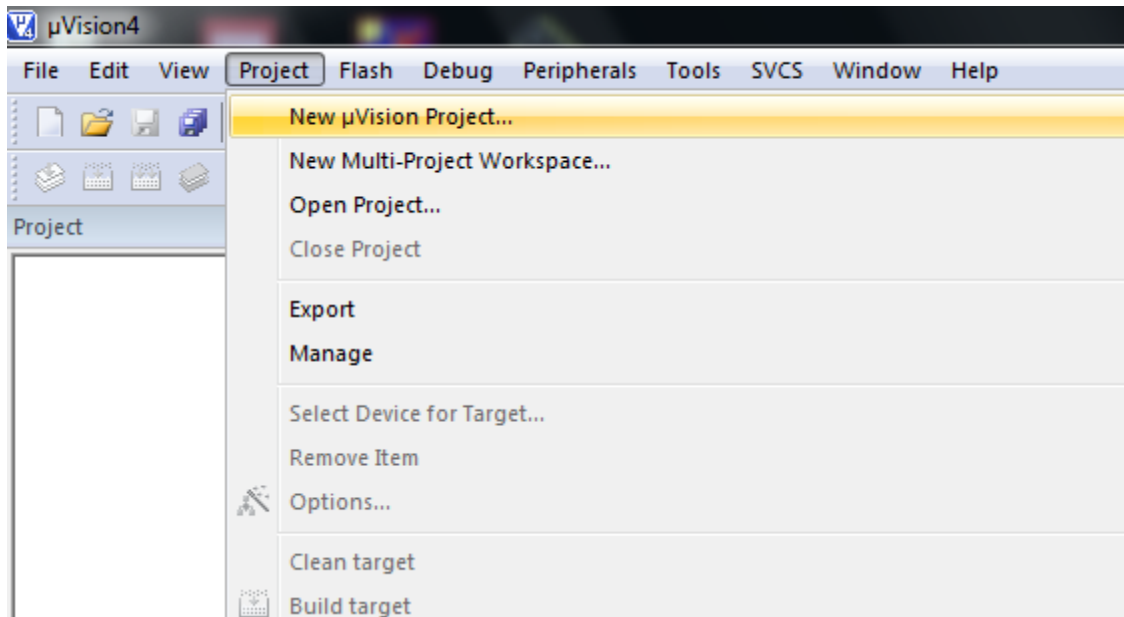 µVision4
File Edit View Project Flash Debug Peripherals Tools SVCS Window Help
New µVision Project...
New Multi-Project Workspace...
Open Project...
Project
Close Project
Export
Manage
Select Device for Target...
Remove Item
Options...
Clean target
Build target